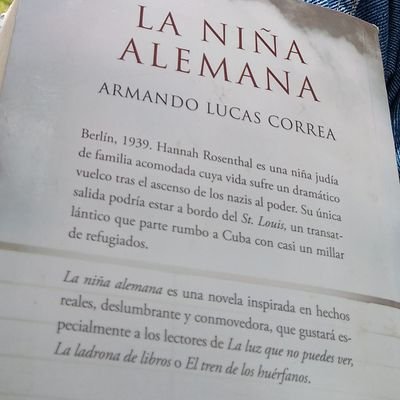 LA NIÑA
ALEMANA
ARMANDO LUCAS CORREA
Berlín, 1939. Hannah Rosenthal es una niña judía
de familia acomodada cuya vida sufre un dramático
vuelco tras el ascenso de los nazis al poder. Su única
salida podría estar a bordo del St. Louis, un transat-
lántico que parte rumbo a Cuba con casi un millar
de refugiados.
La niña alemana es una novela inspirada en hechos
reales, deslumbrante y conmovedora, que gustará es-
pecialmente a los lectores de La luz que no puedes ver,
La ladrona de libros o El tren de los huérfanos.